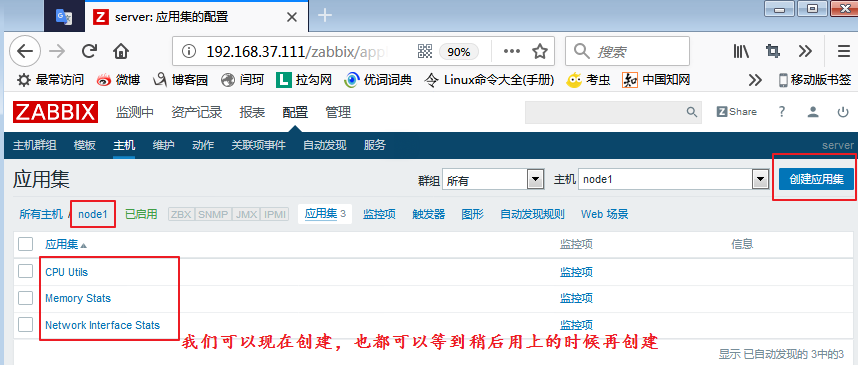 server: 应用集的配置
192.168.37.111/zabbix/app
90%
搜索
最常访问 微博 博客园 闫珂 拉勾网 优词词典 Linux命令大全(手册) 考虫 中国知网 移动版书签
ZABBIX 监测中 资产记录 报表 配置 管理 Share ?
主机群组 模板 主机 维护 动作 关联项事件 自动发现 服务 server
应用集 群组 所有 主机 node1 创建应用集
所有主机 / node1 已启用 ZBX SNMP JMX IPMI 应用集 3 监控项 触发器 图形 自动发现规则 Web 场景
应用集 监控项 信息
CPU Utils 监控项
Memory Stats 监控项
Network Interface Stats 监控项
我们可以现在创建，也都可以等到稍后用上的时候再创建
显示 已自动发现的 3中的3